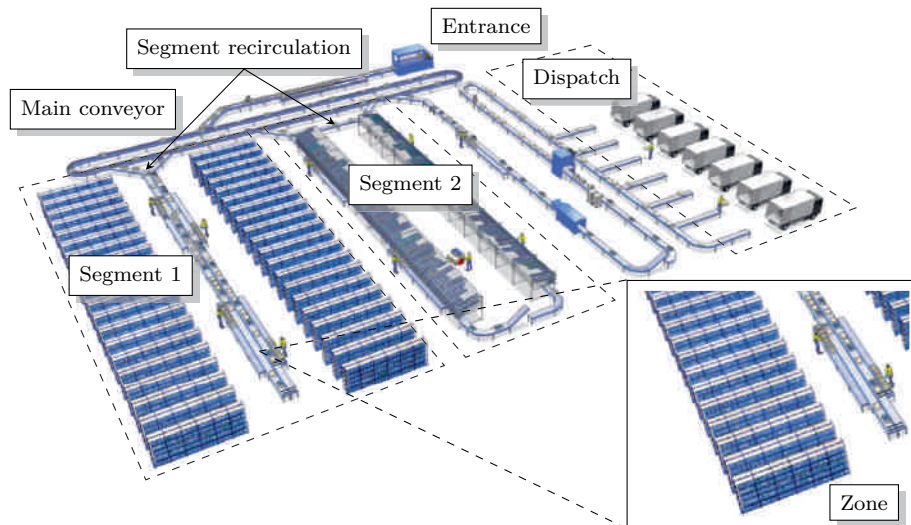 Entrance
Segment recirculation
Dispatch
Main conveyor
Segment 2
Segment 1
Zone